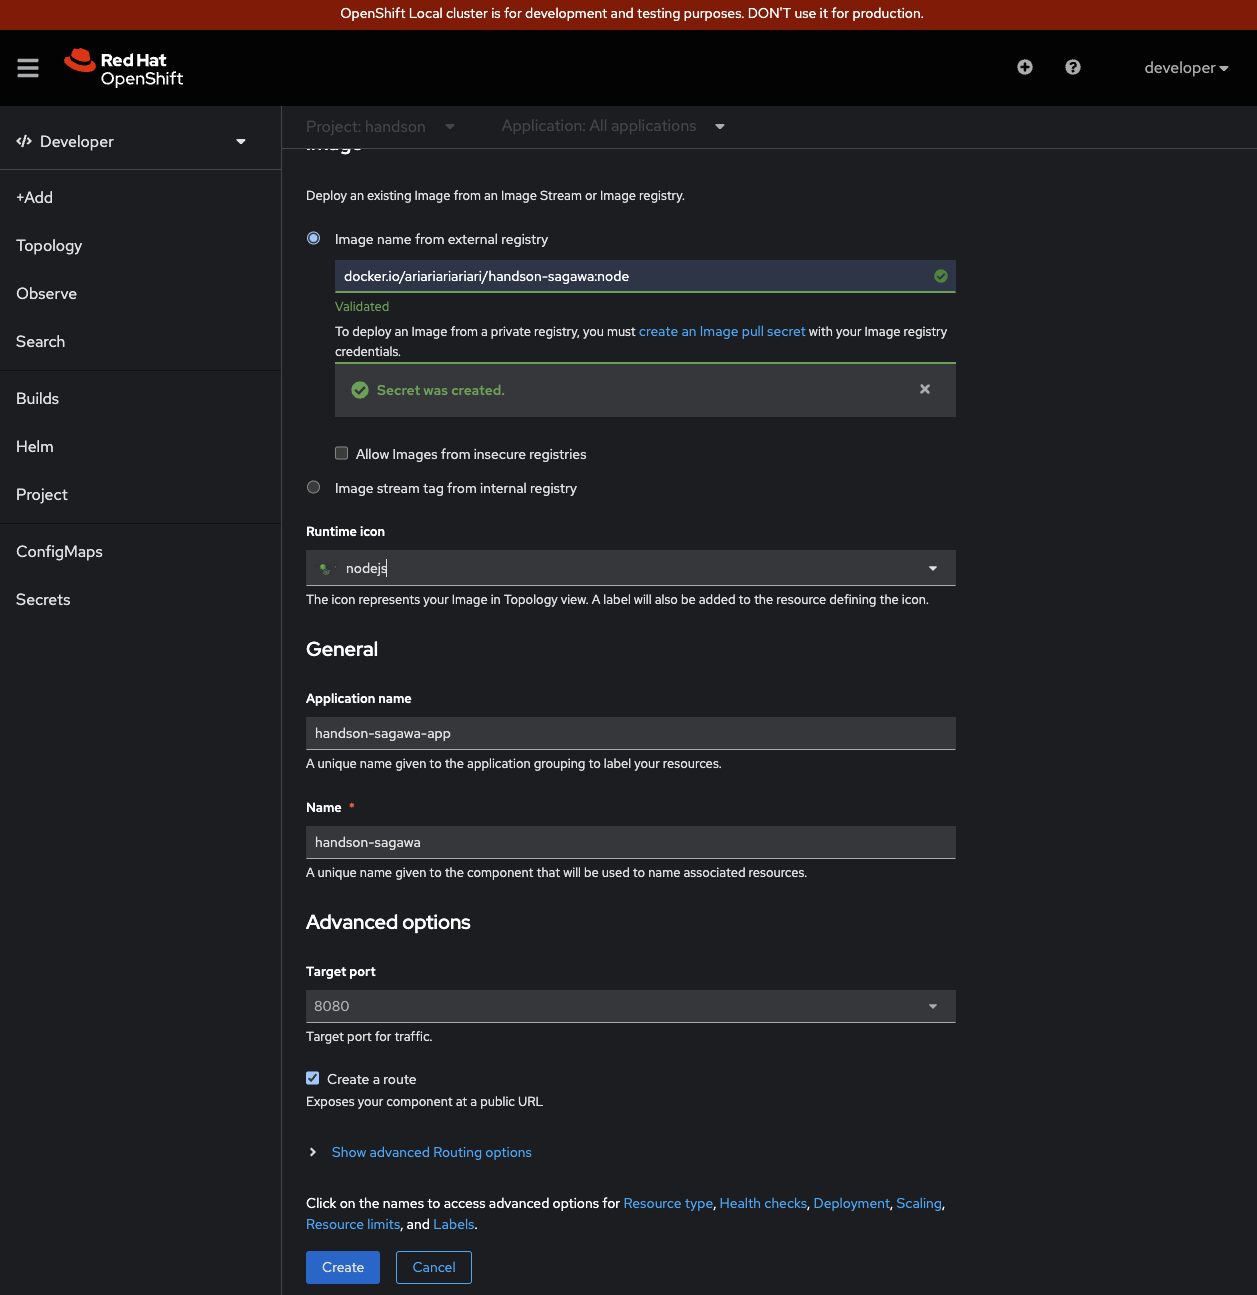 OpenShift Local cluster is for development and testing purposes. DON'T use it for production.
Red Hat
OpenShift
developer
Developer
Project: handson
Application: All applications
Image
+Add
Topology
Observe
Search
Builds
Helm
Project
ConfigMaps
Secrets
Deploy an existing Image from an Image Stream or Image registry.
Image name from external registry
docker.io/ariariariariari/handson-sagawa:node
Validated
To deploy an Image from a private registry, you must create an Image pull secret with your Image registry
credentials.
Secret was created.
Allow Images from insecure registries
Image stream tag from internal registry
Runtime icon
nodejs
The icon represents your Image in Topology view. A label will also be added to the resource defining the icon.
General
Application name
handson-sagawa-app
A unique name given to the application grouping to label your resources.
Name *
handson-sagawa
A unique name given to the component that will be used to name associated resources.
Advanced options
Target port
8080
Target port for traffic.
Create a route
Exposes your component at a public URL
Show advanced Routing options
Click on the names to access advanced options for Resource type, Health checks, Deployment, Scaling,
Resource limits, and Labels.
Create
Cancel